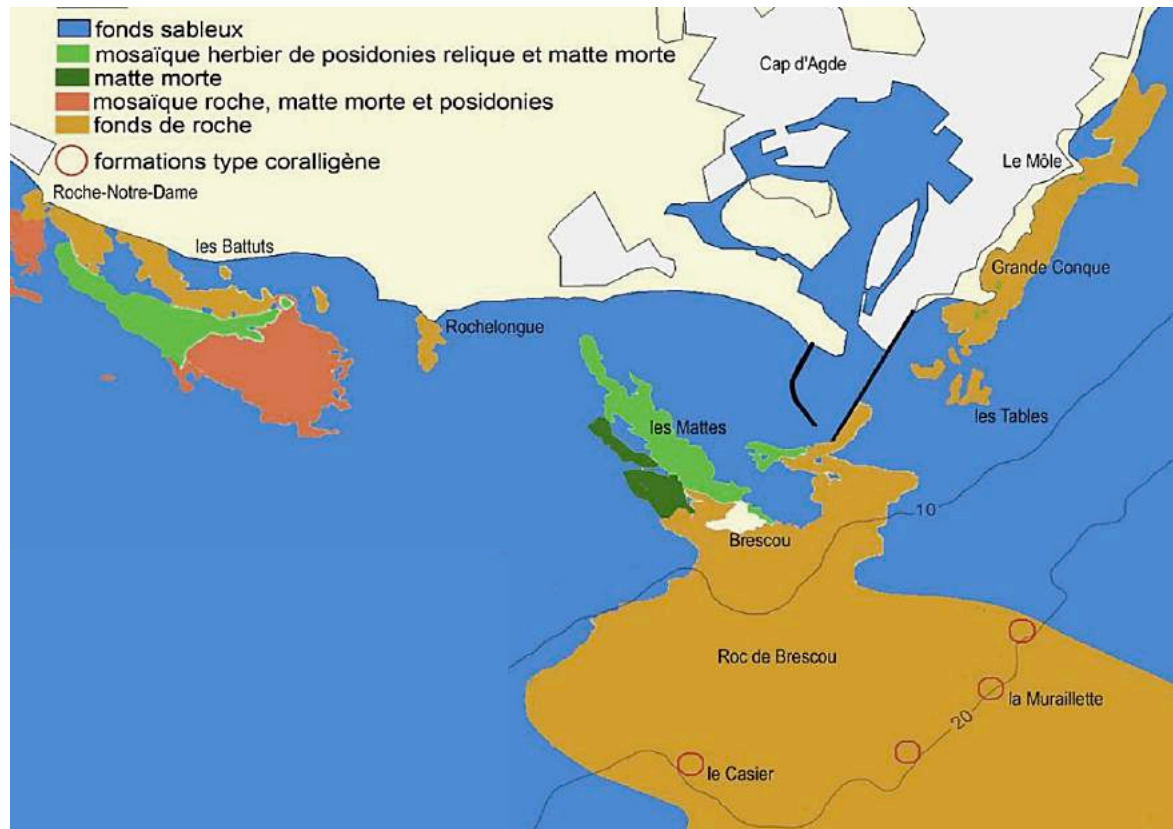 fonds sableux
mosaïque herbier de posidonies relique et matte morte
matte morte
mosaïque roche, matte morte et posidonies
fonds de roche
formations type coralligène
Cap d'Agde
Le Môle
Roche-Notre-Dame
les Battuts
Grande Conque
Rochelongue
les Tables
les Mattes
10
Brescou
Roc de Brescou
la Muraillette
20
le Casier